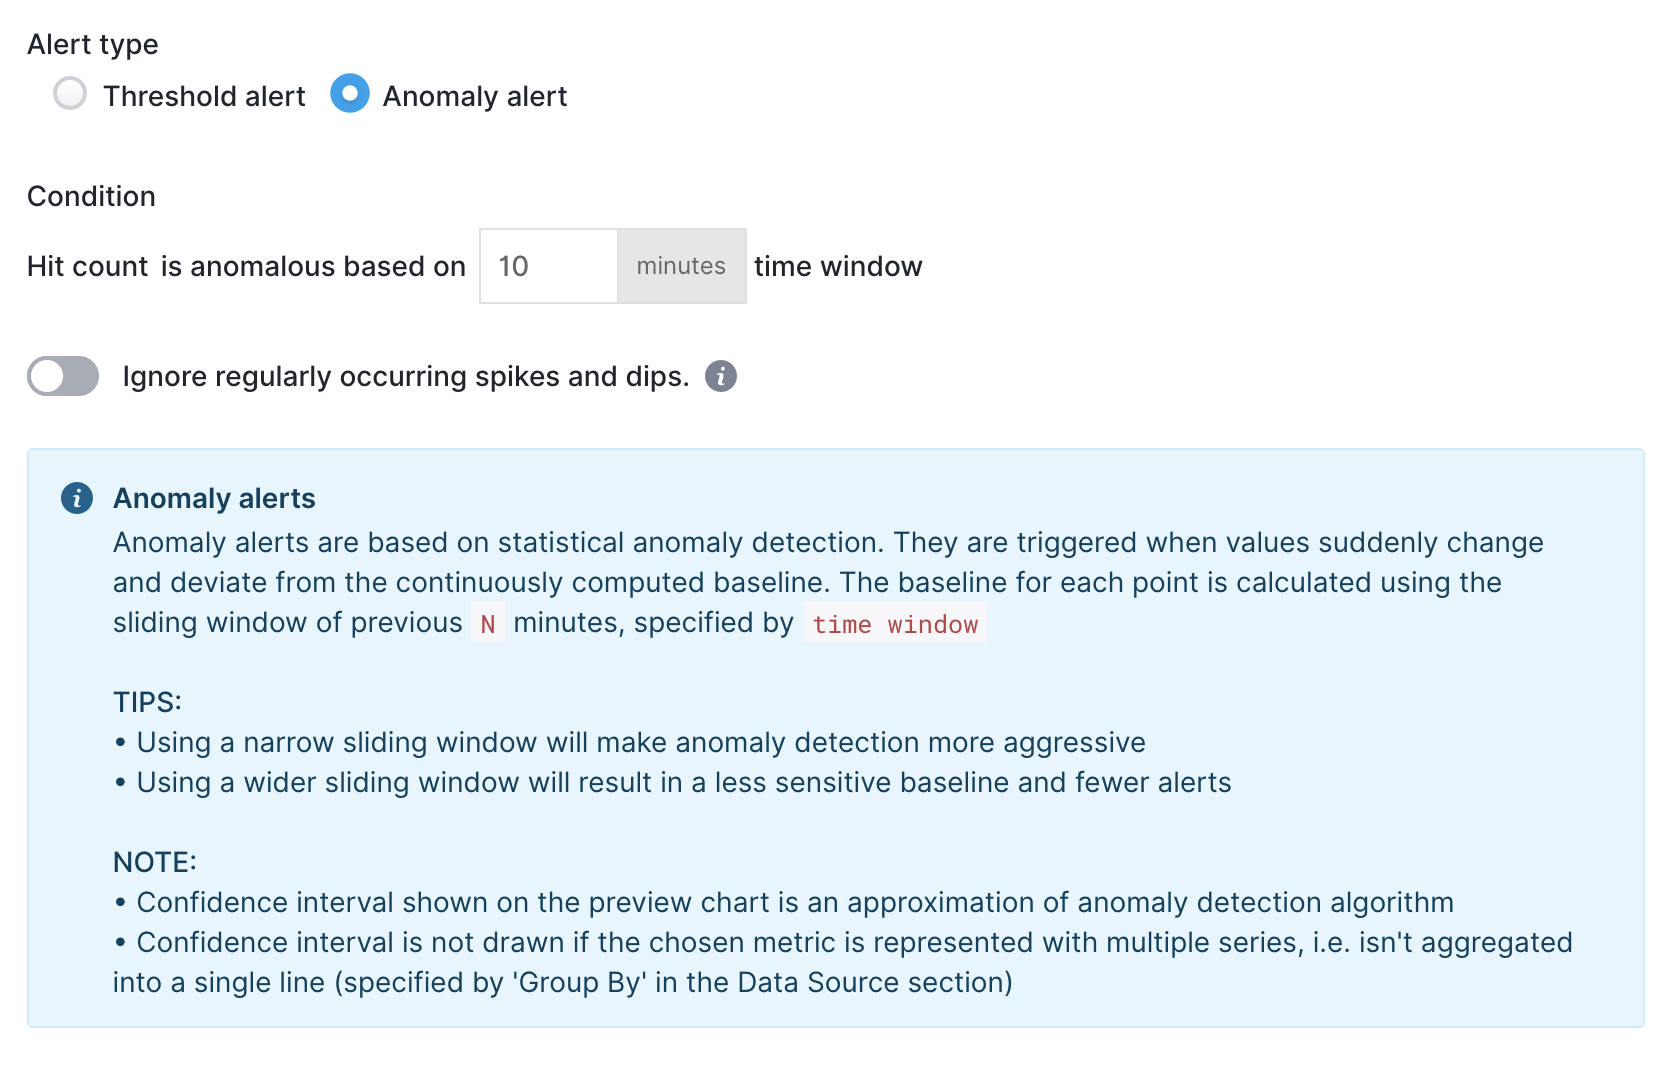 Alert type
Threshold alert Anomaly alert
Condition
Hit count is anomalous based on 10 minutes time window
Ignore regularly occurring spikes and dips. i
i Anomaly alerts
Anomaly alerts are based on statistical anomaly detection. They are triggered when values suddenly change
and deviate from the continuously computed baseline. The baseline for each point is calculated using the
sliding window of previous N minutes, specified by time window
TIPS:
• Using a narrow sliding window will make anomaly detection more aggressive
• Using a wider sliding window will result in a less sensitive baseline and fewer alerts
NOTE:
• Confidence interval shown on the preview chart is an approximation of anomaly detection algorithm
• Confidence interval is not drawn if the chosen metric is represented with multiple series, i.e. isn't aggregated
into a single line (specified by 'Group By' in the Data Source section)